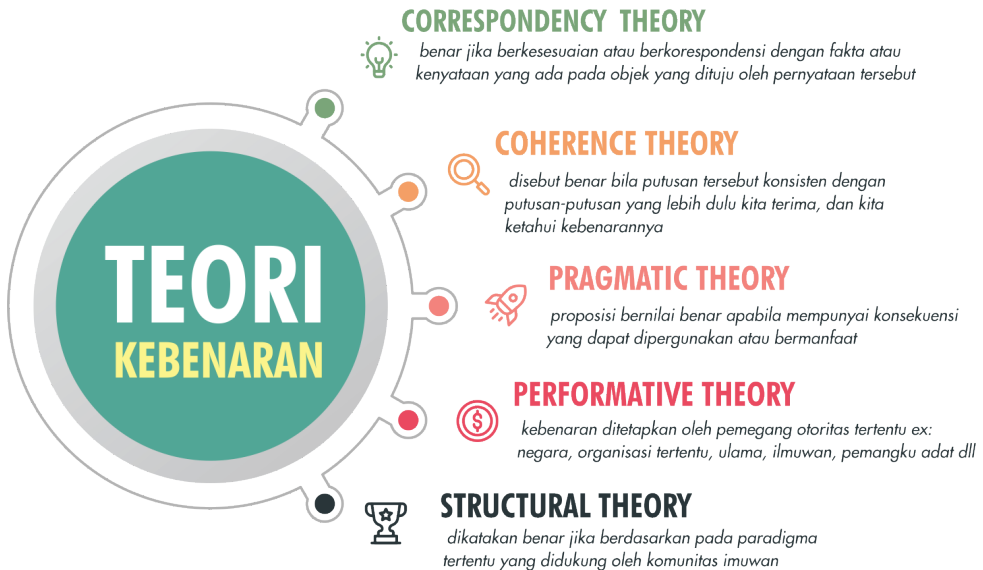 TEORI
KEBENARAN
CORRESPONDENCY THEORY
benar jika berkesesuaian atau berkorespondensi dengan fakta atau
kenyataan yang ada pada objek yang dituju oleh pernyataan tersebut
COHERENCE THEORY
disebut benar bila putusan tersebut konsisten dengan
putusan-putusan yang lebih dulu kita terima, dan kita
ketahui kebenarannya
PRAGMATIC THEORY
proposisi bernilai benar apabila mempunyai konsekuensi
yang dapat dipergunakan atau bermanfaat
PERFORMATIVE THEORY
$
kebenaran ditetapkan oleh pemegang otoritas tertentu ex:
negara, organisasi tertentu, ulama, ilmuwan, pemangku adat dll
STRUCTURAL THEORY
dikatakan benar jika berdasarkan pada paradigma
tertentu yang didukung oleh komunitas imuwan